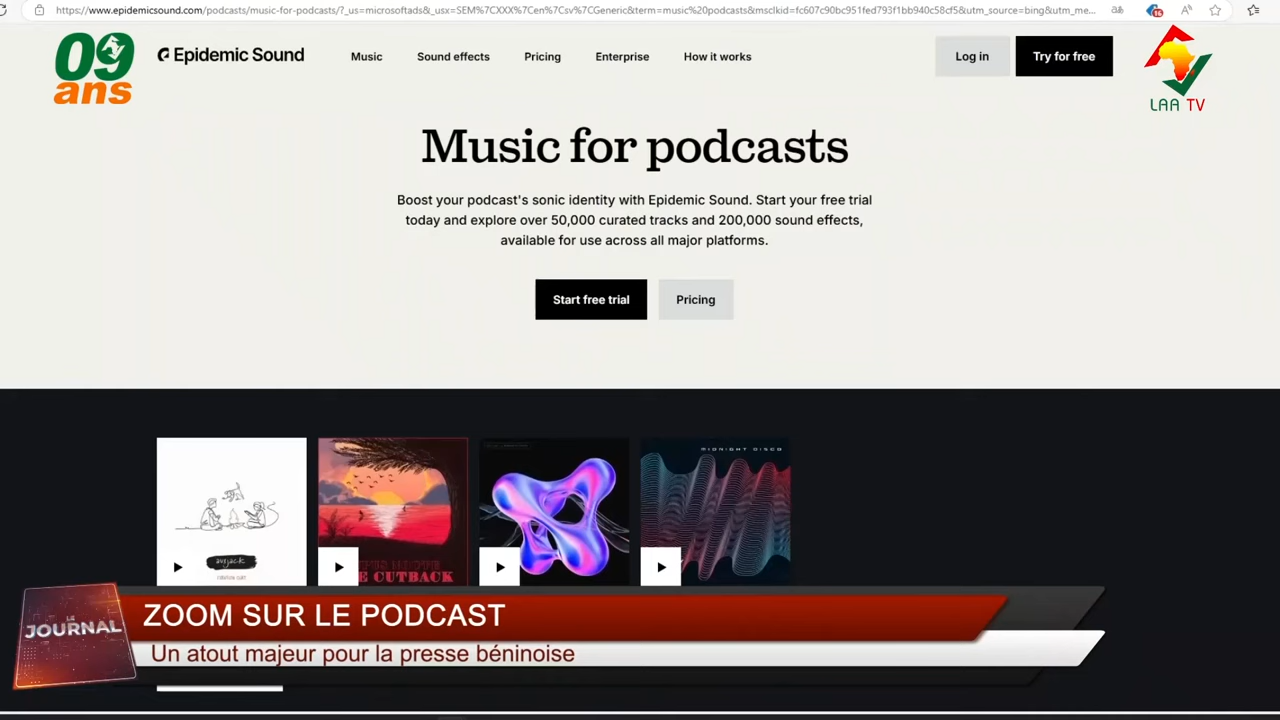 https://www.epidemicsound.com/podcasts/music-for-podcasts/?_us=microsoftads&_usx=SEM%7CXXX%7Cen%7Csv%7CGeneric&term=music%20podcasts&msclkid=fc607c90bc951fed793f1bb940c58cf5&utm_source=bing&utm_me...
09
ans
Epidemic Sound
Music
Sound effects
Pricing
Enterprise
How it works
Log in
Try for free
LAA TV
Music for podcasts
Boost your podcast's sonic identity with Epidemic Sound. Start your free trial
today and explore over 50,000 curated tracks and 200,000 sound effects,
available for use across all major platforms.
Start free trial
Pricing
MIDNIGHT DISCO
CUTBACK
LE
JOURNAL
ZOOM SUR LE PODCAST
Un atout majeur pour la presse béninoise